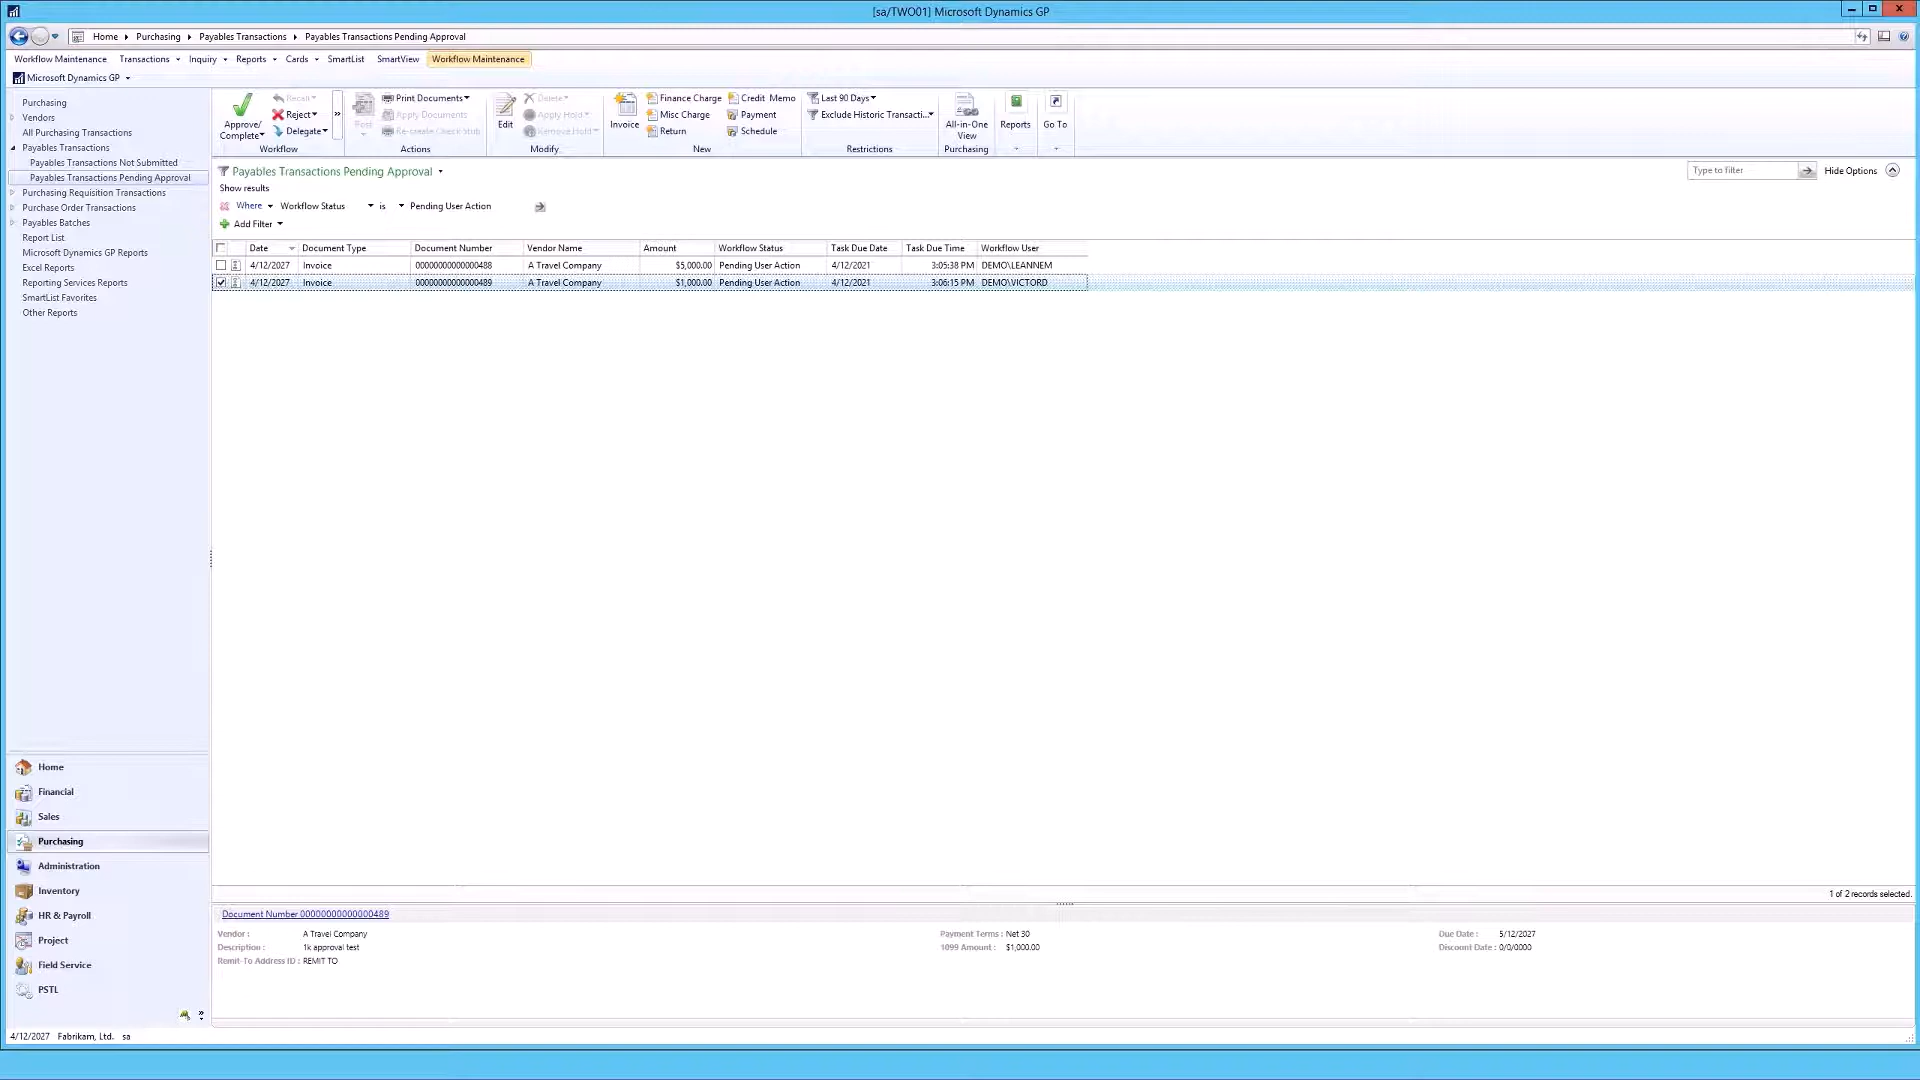 [sa/TWO01] Microsoft Dynamics GP
Home Purchasing Payables Transactions Payables Transactions Pending Approval
Workflow Maintenance Transactions Inquiry Reports Cards SmartList SmartView Workflow Maintenance
Microsoft Dynamics GP
Purchasing
Vendors
All Purchasing Transactions
Payables Transactions
Payables Transactions Not Submitted
Payables Transactions Pending Approval
Purchasing Requisition Transactions
Purchase Order Transactions
Payables Batches
Report List
Microsoft Dynamics GP Reports
Excel Reports
Reporting Services Reports
SmartList Favorites
Other Reports
Home
Financial
Sales
Purchasing
Administration
Inventory
HR & Payroll
Project
Field Service
PSTL
Approve/
Complete
Recall
Reject
Delegate
Workflow
Post
Print Documents
Apply Documents
Re-create Check Stub
Actions
Edit
Delete
Apply Hold
Remove Hold
Modify
Invoice
Finance Charge
Misc Charge
Return
Credit Memo
Payment
Schedule
New
Last 90 Days
Exclude Historic Transacti...
Restrictions
All-in-One
View
Purchasing
Reports
Go To
Payables Transactions Pending Approval
Type to filter
Hide Options
Show results
Where Workflow Status is Pending User Action
Add Filter
Date Document Type Document Number Vendor Name Amount Workflow Status Task Due Date Task Due Time Workflow User
4/12/2027 Invoice 00000000000000488 A Travel Company $5,000.00 Pending User Action 4/12/2021 3:05:38 PM DEMO\LEANNEM
4/12/2027 Invoice 00000000000000489 A Travel Company $1,000.00 Pending User Action 4/12/2021 3:06:15 PM DEMO\VICTORD
1 of 2 records selected.
Document Number 00000000000000489
Vendor : A Travel Company Payment Terms : Net 30 Due Date : 5/12/2027
Description : 1k approval test 1099 Amount : $1,000.00 Discount Date : 0/0/0000
Remit-To Address ID : REMIT TO
4/12/2027 Fabrikam, Ltd. sa